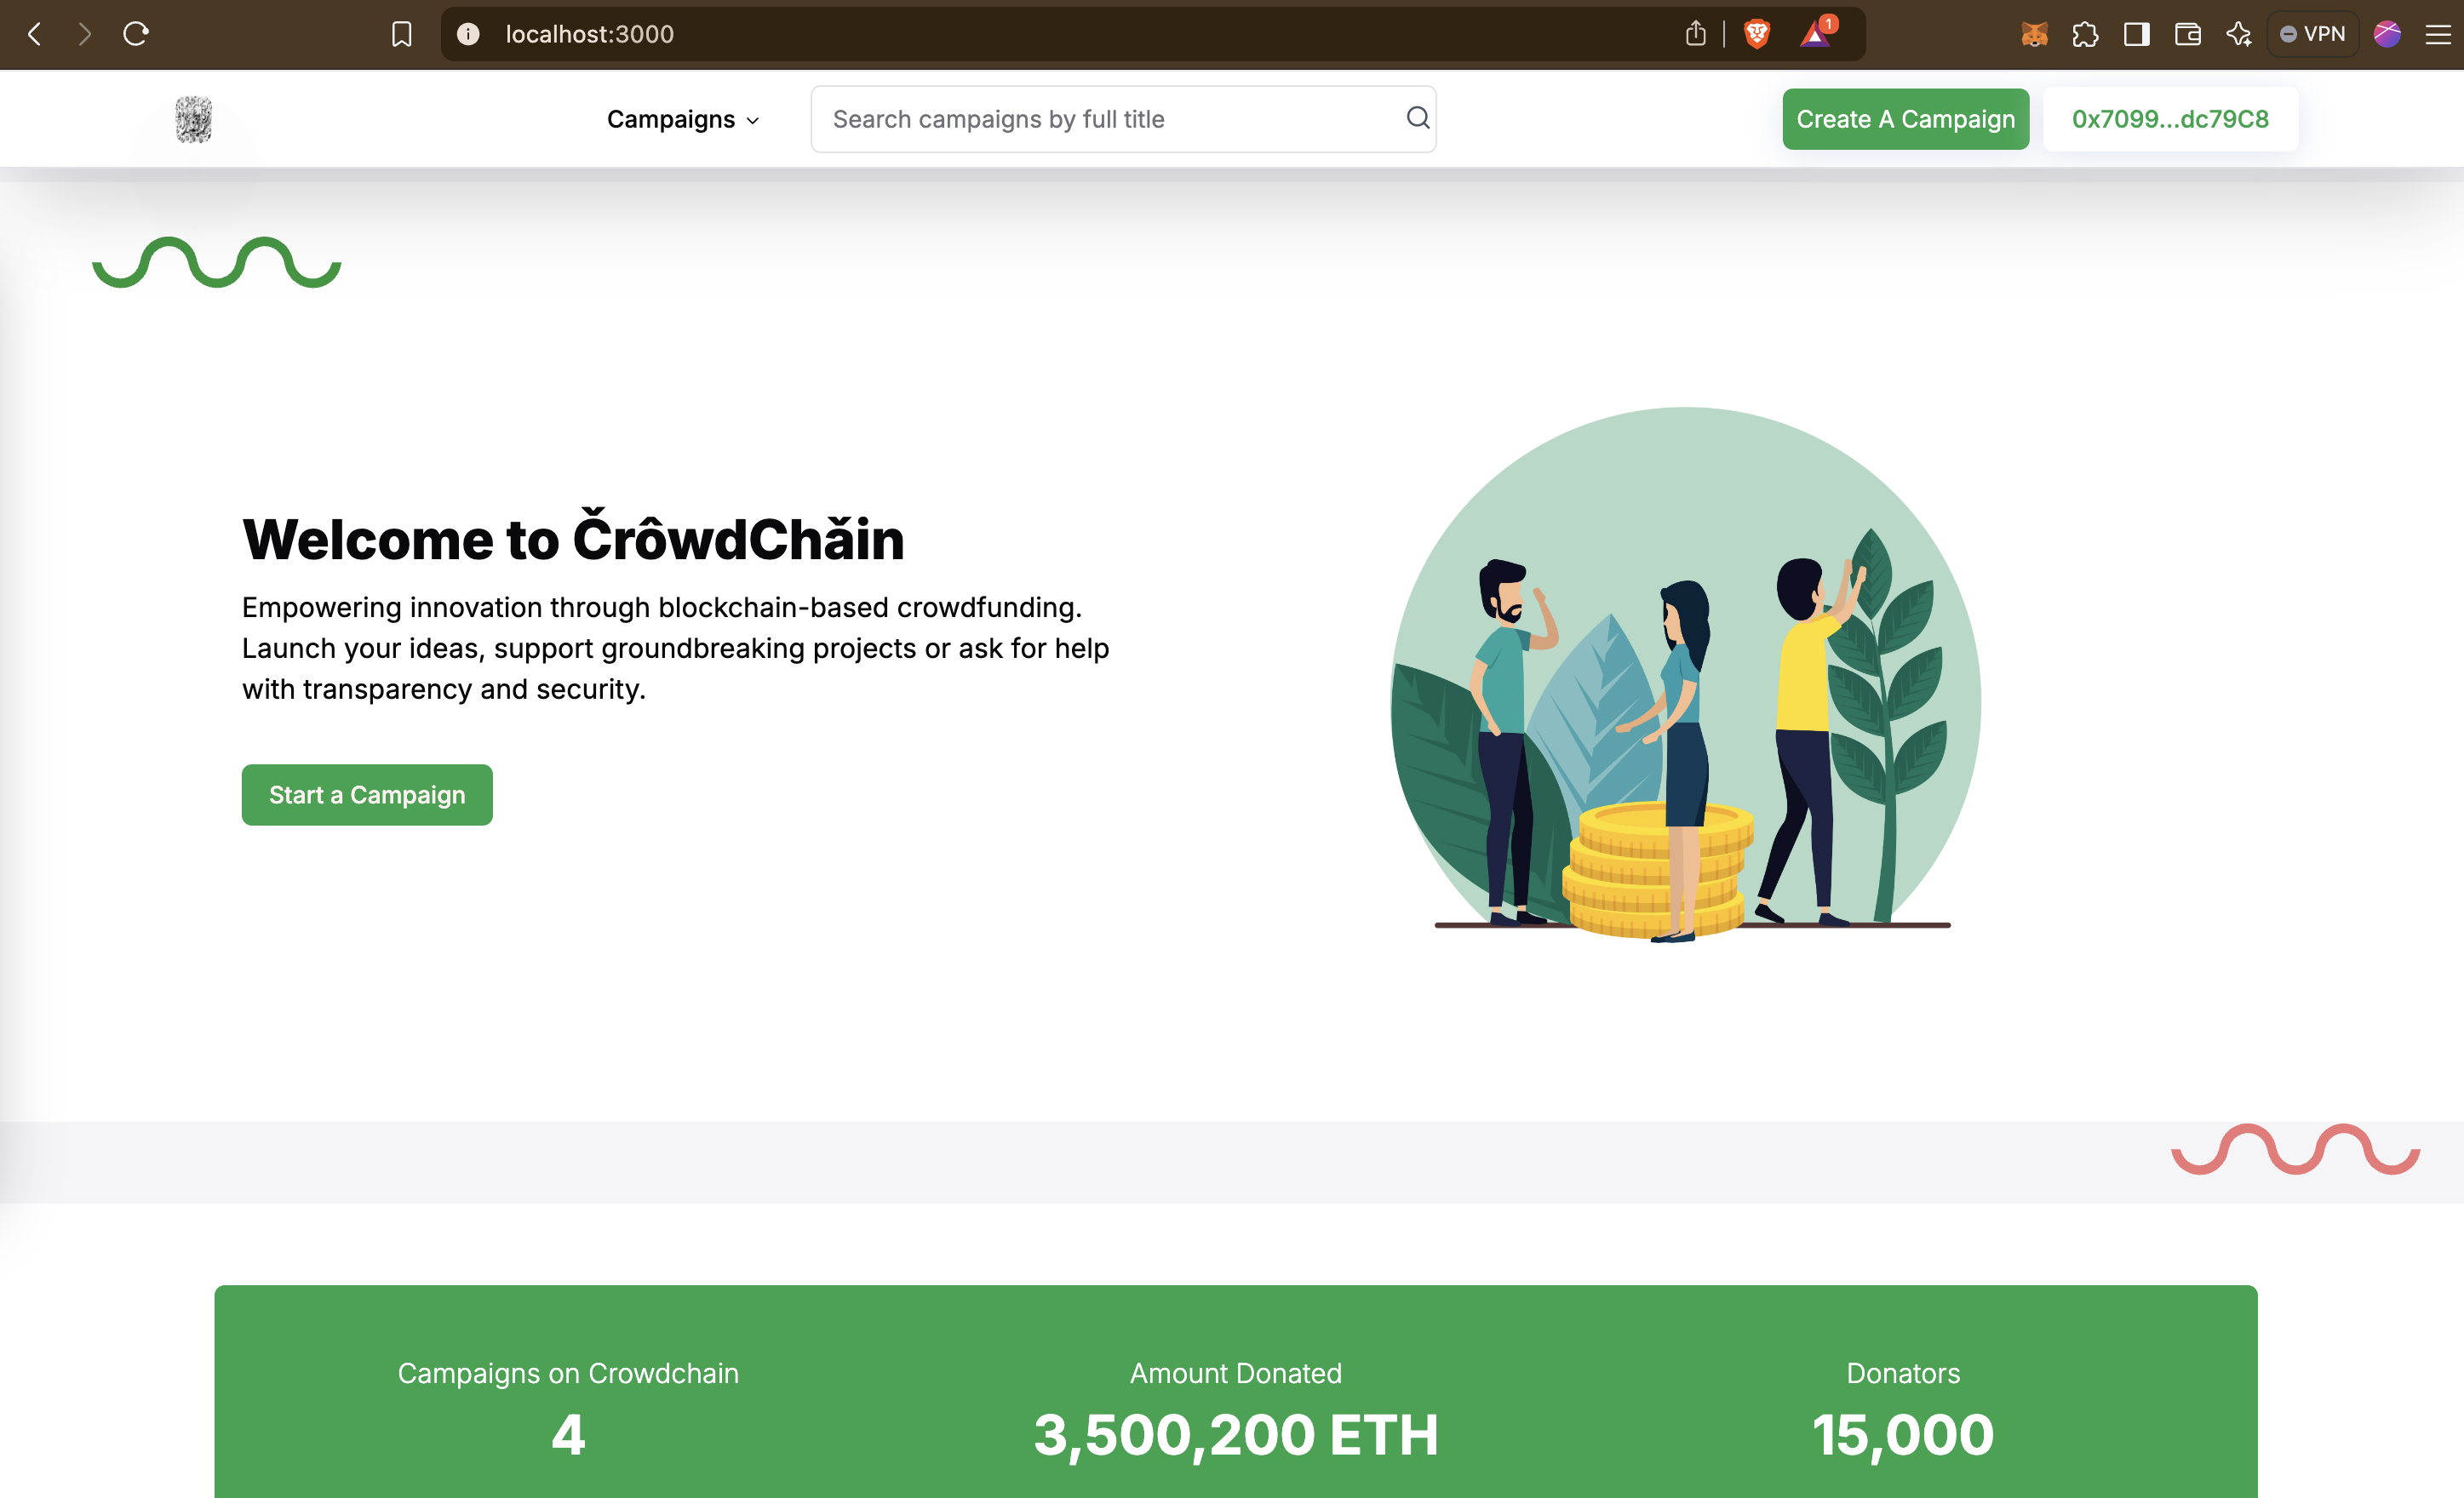 localhost:3000
1
VPN
Campaigns
Search campaigns by full title
Create A Campaign
0x7099...dc79C8
Welcome to ČrôwdChǎin
Empowering innovation through blockchain-based crowdfunding.
Launch your ideas, support groundbreaking projects or ask for help
with transparency and security.
Start a Campaign
Campaigns on Crowdchain
4
Amount Donated
3,500,200 ETH
Donators
15,000